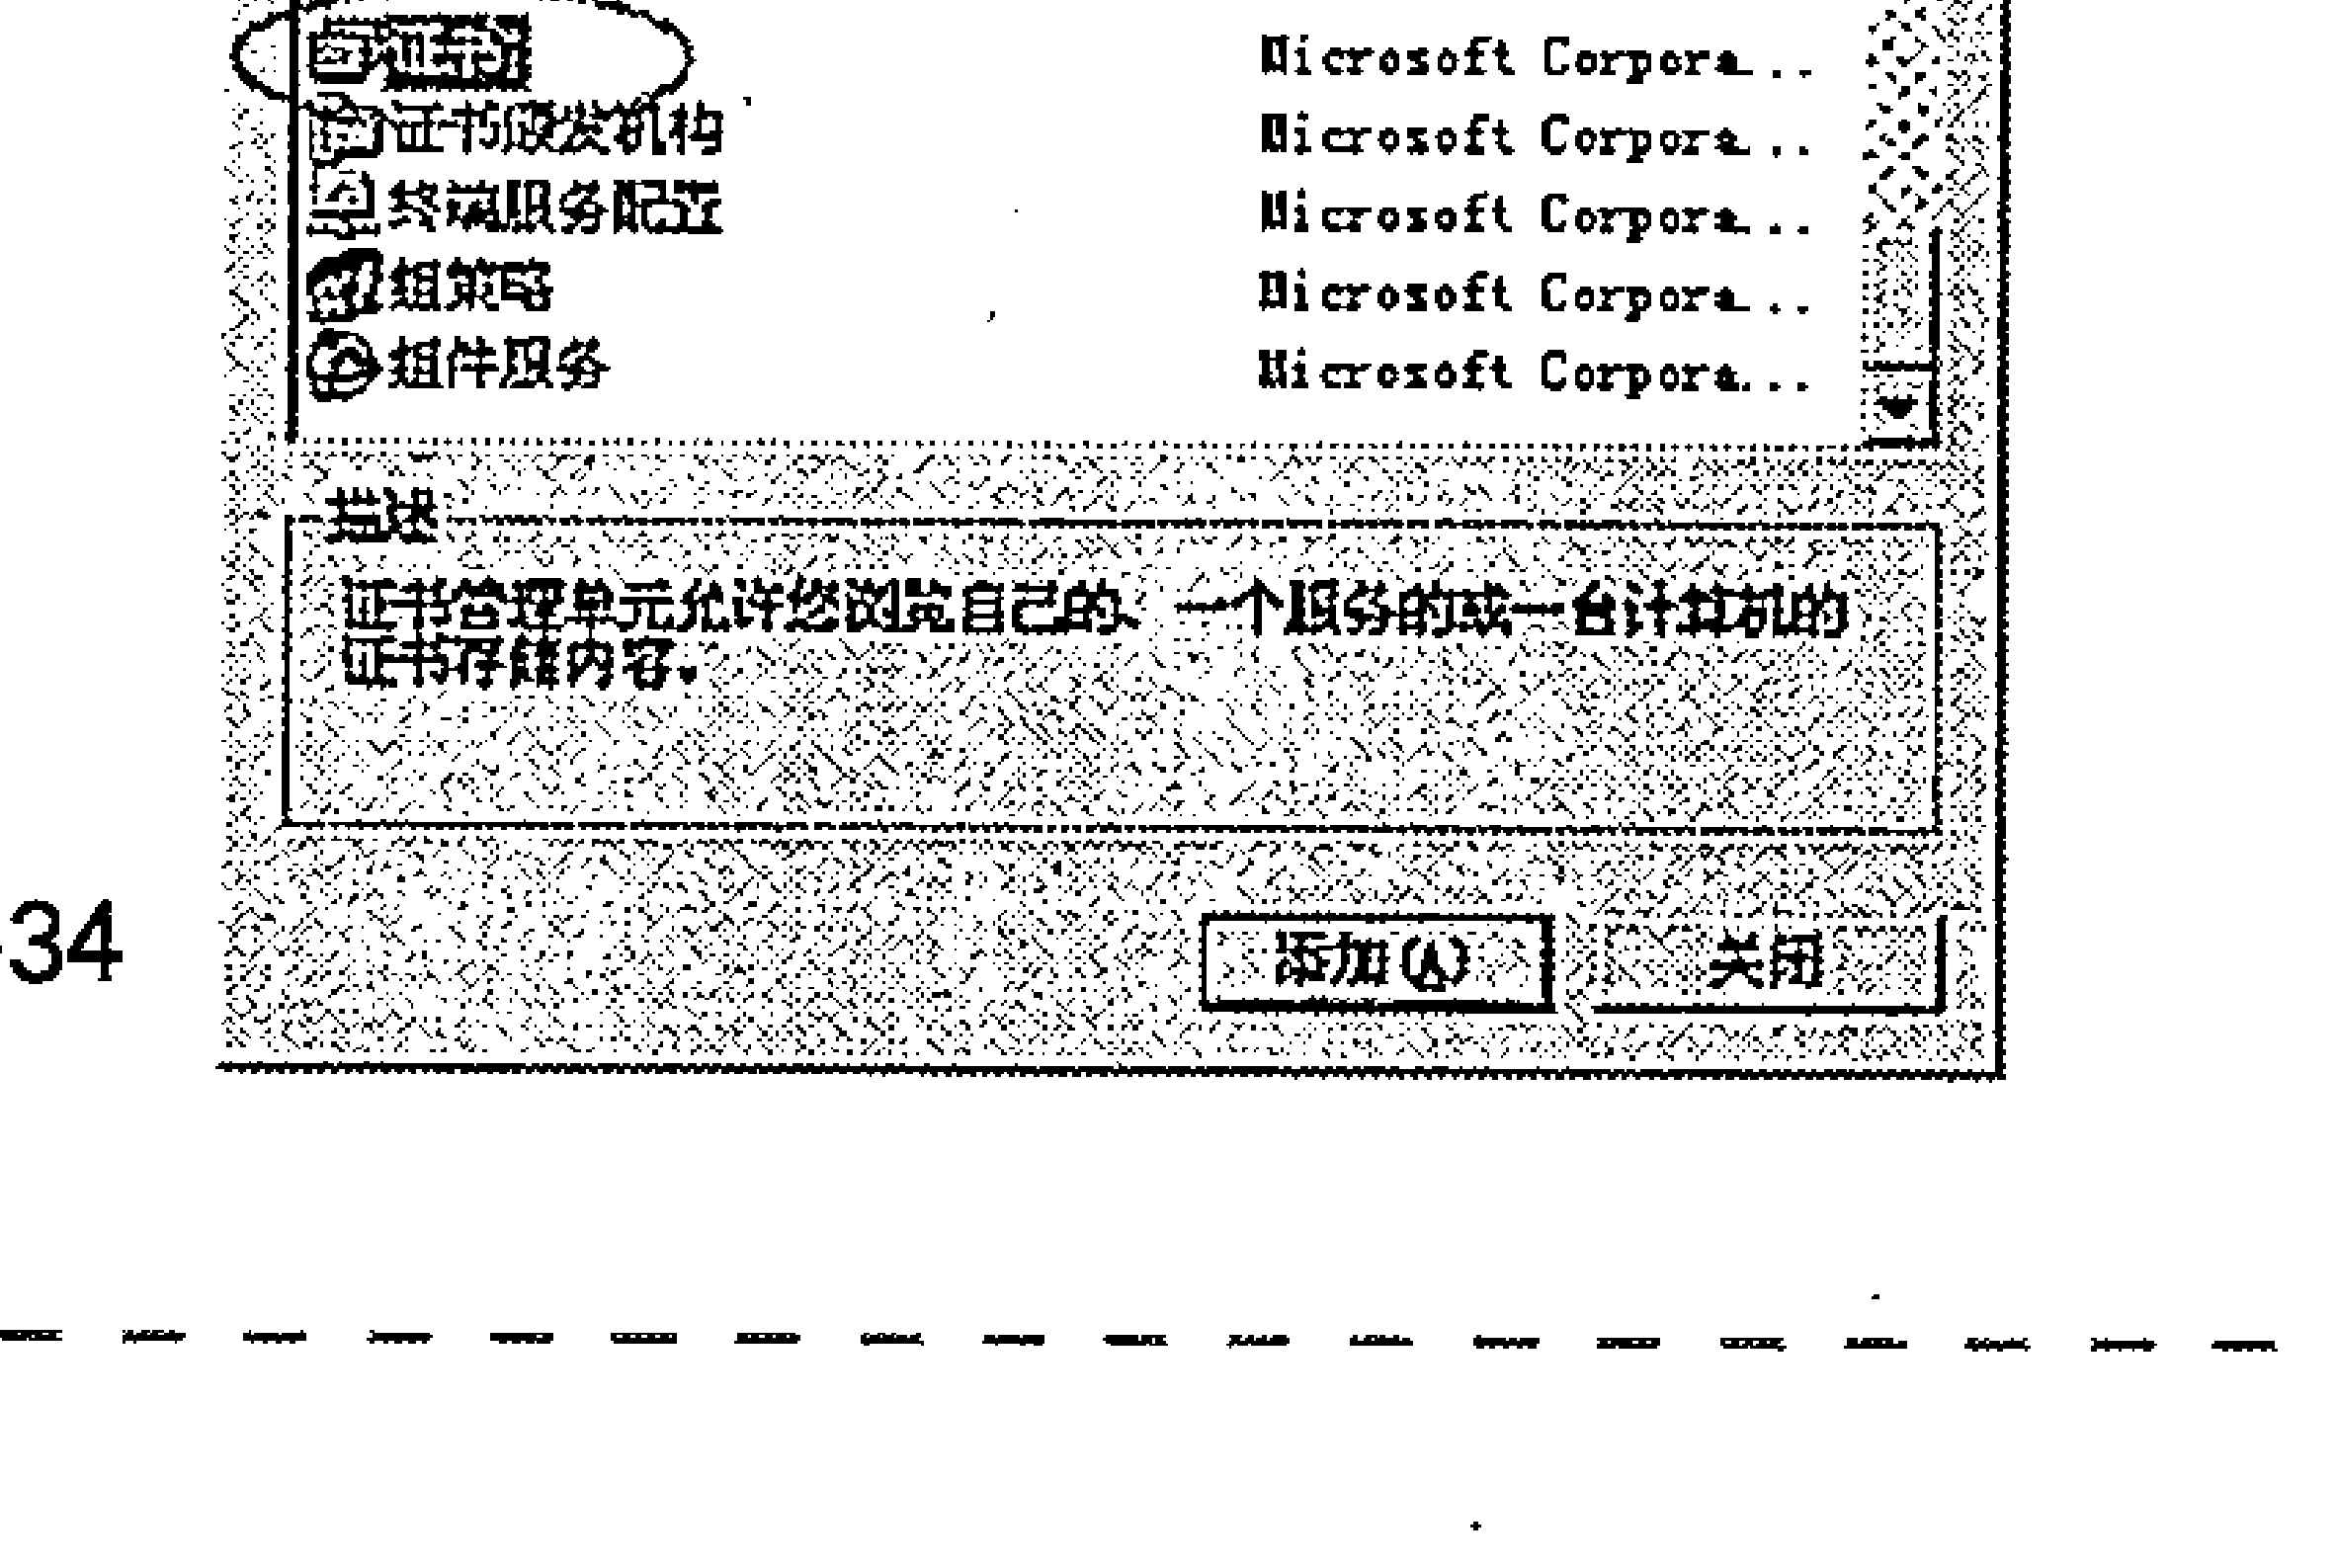 证书 Microsoft Corpora...
证书颁发机构 Microsoft Corpora...
终端服务配置 Microsoft Corpora...
组策略 Microsoft Corpora...
组件服务 Microsoft Corpora...
描述
证书管理单元允许您浏览自己的、一个服务的或一台计算机的
证书存储内容。
添加(A) 关闭
-34